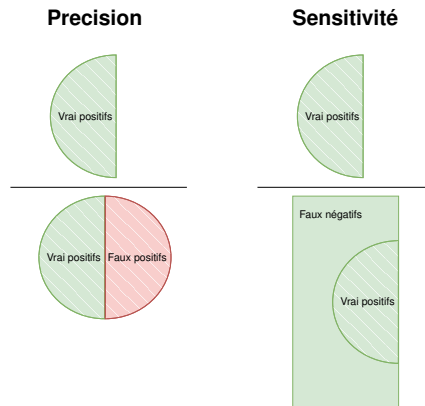 Precision
Sensitivité
Vrai positifs
Vrai positifs
Vrai positifs
Faux positifs
Faux négatifs
Vrai positifs